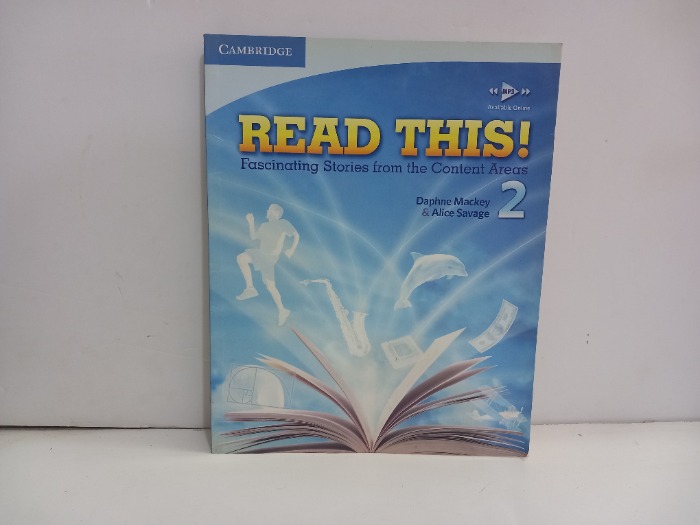 CAMBRIDGE
MP3
Available Online
READ THIS!
Fascinating Stories from the Content Areas
2
Daphne Mackey
& Alice Savage